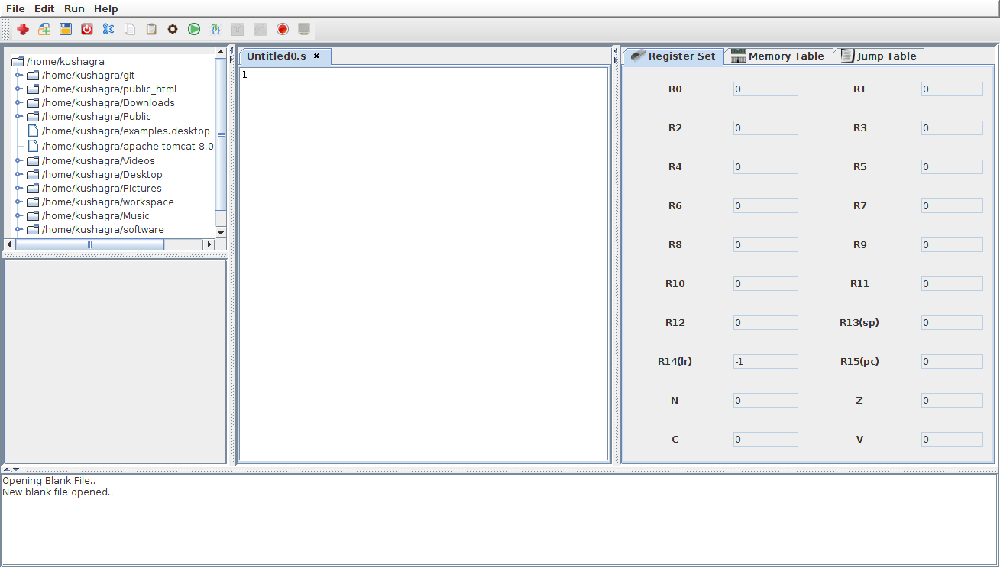 File Edit Run Help
/home/kushagra
/home/kushagra/git
/home/kushagra/public_html
/home/kushagra/Downloads
/home/kushagra/Public
/home/kushagra/examples.desktop
/home/kushagra/apache-tomcat-8.0
/home/kushagra/Videos
/home/kushagra/Desktop
/home/kushagra/Pictures
/home/kushagra/workspace
/home/kushagra/Music
/home/kushagra/software
Untitled0.s
1
Register Set Memory Table Jump Table
R0 0 R1 0
R2 0 R3 0
R4 0 R5 0
R6 0 R7 0
R8 0 R9 0
R10 0 R11 0
R12 0 R13(sp) 0
R14(lr) -1 R15(pc) 0
N 0 Z 0
C 0 V 0
Opening Blank File..
New blank file opened..